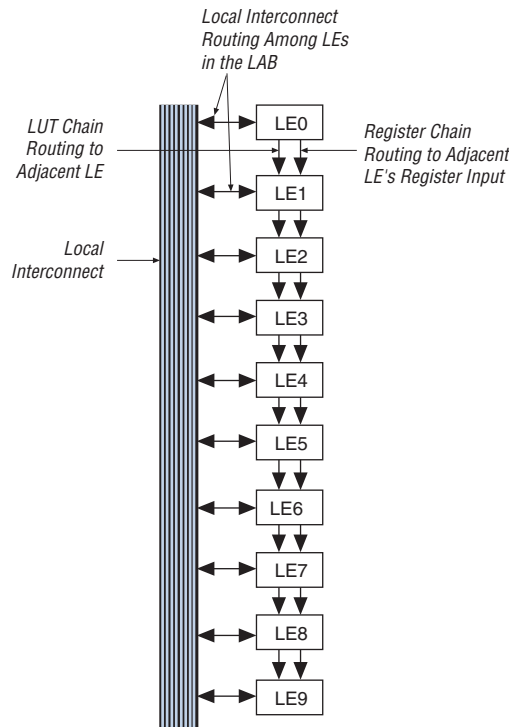 Local Interconnect
Routing Among LEs
in the LAB
LUT Chain
Routing to
Adjacent LE
Register Chain
Routing to Adjacent
LE's Register Input
Local
Interconnect
LE0
LE1
LE2
LE3
LE4
LE5
LE6
LE7
LE8
LE9